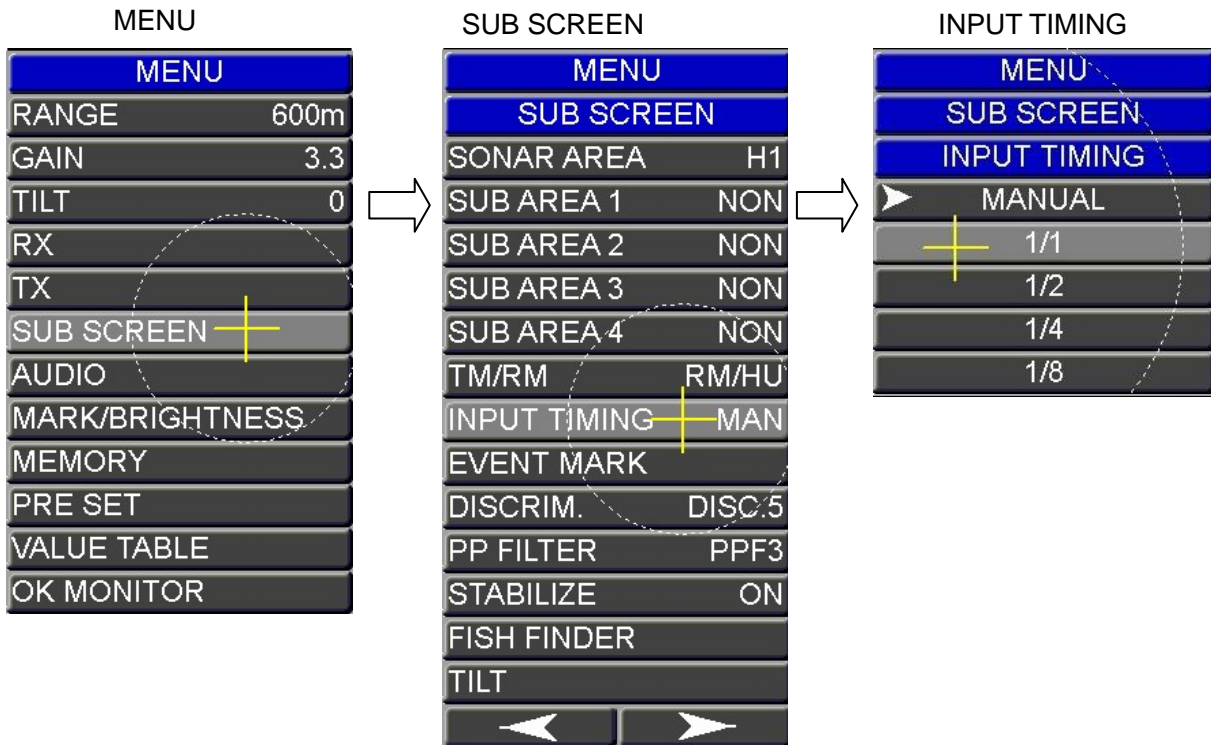 MENU
MENU
RANGE 600m
GAIN 3.3
TILT 0
RX
TX
SUB SCREEN
AUDIO
MARK/BRIGHTNESS
MEMORY
PRE SET
VALUE TABLE
OK MONITOR
SUB SCREEN
MENU
SUB SCREEN
SONAR AREA H1
SUB AREA 1 NON
SUB AREA 2 NON
SUB AREA 3 NON
SUB AREA 4 NON
TM/RM RM/HU
INPUT TIMING MAN
EVENT MARK
DISCRIM. DISC.5
PP FILTER PPF3
STABILIZE ON
FISH FINDER
TILT
INPUT TIMING
MENU
SUB SCREEN
INPUT TIMING
MANUAL
1/1
1/2
1/4
1/8